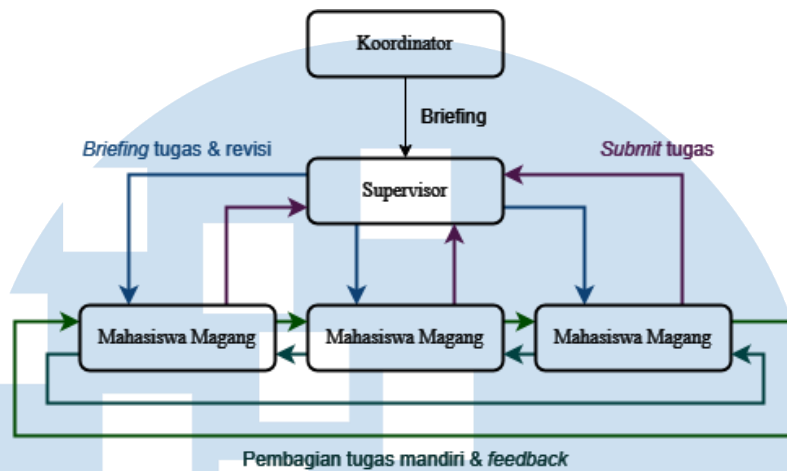 Koordinator
Briefing
Briefing tugas & revisi
Submit tugas
Supervisor
Mahasiswa Magang
Mahasiswa Magang
Mahasiswa Magang
Pembagian tugas mandiri & feedback